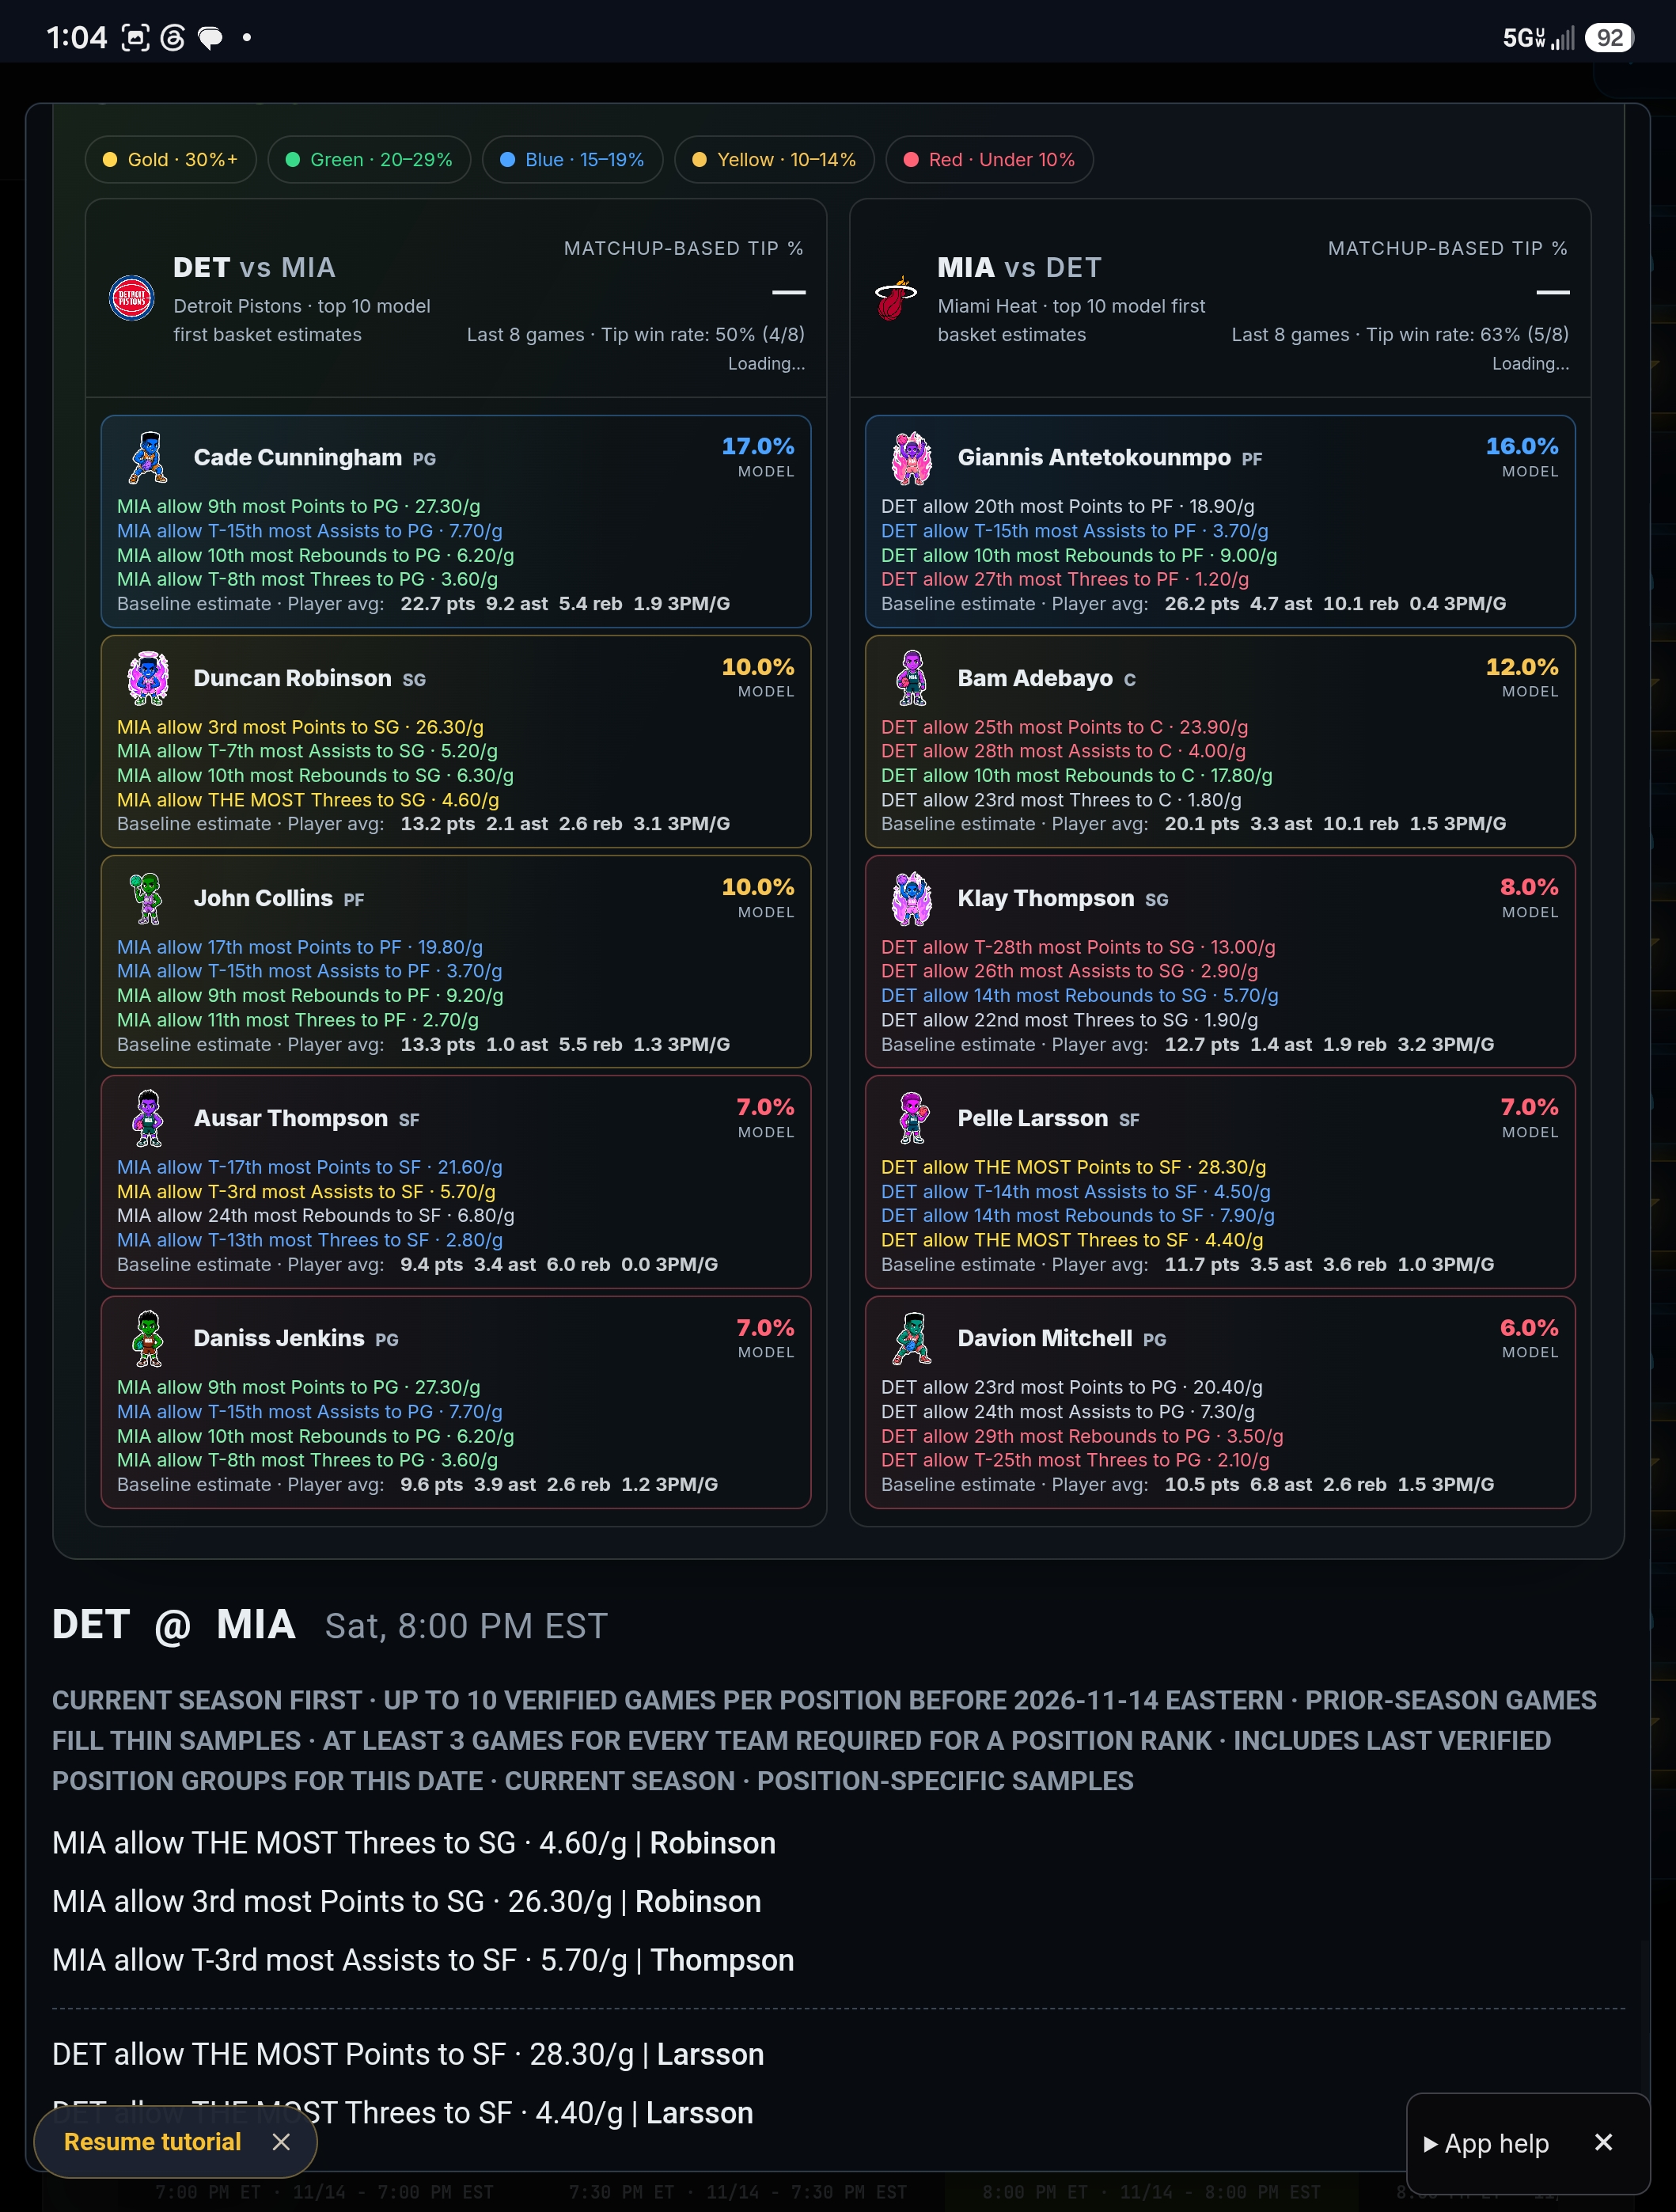 1:04
5G UW
92
Gold · 30%+
Green · 20–29%
Blue · 15–19%
Yellow · 10–14%
Red · Under 10%
DETROIT PISTONS
DET vs MIA
Detroit Pistons · top 10 model
first basket estimates
MATCHUP-BASED TIP %
—
Last 8 games · Tip win rate: 50% (4/8)
Loading...
Cade Cunningham PG
17.0%
MODEL
MIA allow 9th most Points to PG · 27.30/g
MIA allow T-15th most Assists to PG · 7.70/g
MIA allow 10th most Rebounds to PG · 6.20/g
MIA allow T-8th most Threes to PG · 3.60/g
Baseline estimate · Player avg: 22.7 pts 9.2 ast 5.4 reb 1.9 3PM/G
Duncan Robinson SG
10.0%
MODEL
MIA allow 3rd most Points to SG · 26.30/g
MIA allow T-7th most Assists to SG · 5.20/g
MIA allow 10th most Rebounds to SG · 6.30/g
MIA allow THE MOST Threes to SG · 4.60/g
Baseline estimate · Player avg: 13.2 pts 2.1 ast 2.6 reb 3.1 3PM/G
John Collins PF
10.0%
MODEL
MIA allow 17th most Points to PF · 19.80/g
MIA allow T-15th most Assists to PF · 3.70/g
MIA allow 9th most Rebounds to PF · 9.20/g
MIA allow 11th most Threes to PF · 2.70/g
Baseline estimate · Player avg: 13.3 pts 1.0 ast 5.5 reb 1.3 3PM/G
Ausar Thompson SF
7.0%
MODEL
MIA allow T-17th most Points to SF · 21.60/g
MIA allow T-3rd most Assists to SF · 5.70/g
MIA allow 24th most Rebounds to SF · 6.80/g
MIA allow T-13th most Threes to SF · 2.80/g
Baseline estimate · Player avg: 9.4 pts 3.4 ast 6.0 reb 0.0 3PM/G
Daniss Jenkins PG
7.0%
MODEL
MIA allow 9th most Points to PG · 27.30/g
MIA allow T-15th most Assists to PG · 7.70/g
MIA allow 10th most Rebounds to PG · 6.20/g
MIA allow T-8th most Threes to PG · 3.60/g
Baseline estimate · Player avg: 9.6 pts 3.9 ast 2.6 reb 1.2 3PM/G
MIA vs DET
Miami Heat · top 10 model first
basket estimates
MATCHUP-BASED TIP %
—
Last 8 games · Tip win rate: 63% (5/8)
Loading...
Giannis Antetokounmpo PF
16.0%
MODEL
DET allow 20th most Points to PF · 18.90/g
DET allow T-15th most Assists to PF · 3.70/g
DET allow 10th most Rebounds to PF · 9.00/g
DET allow 27th most Threes to PF · 1.20/g
Baseline estimate · Player avg: 26.2 pts 4.7 ast 10.1 reb 0.4 3PM/G
Bam Adebayo C
12.0%
MODEL
DET allow 25th most Points to C · 23.90/g
DET allow 28th most Assists to C · 4.00/g
DET allow 10th most Rebounds to C · 17.80/g
DET allow 23rd most Threes to C · 1.80/g
Baseline estimate · Player avg: 20.1 pts 3.3 ast 10.1 reb 1.5 3PM/G
Klay Thompson SG
8.0%
MODEL
DET allow T-28th most Points to SG · 13.00/g
DET allow 26th most Assists to SG · 2.90/g
DET allow 14th most Rebounds to SG · 5.70/g
DET allow 22nd most Threes to SG · 1.90/g
Baseline estimate · Player avg: 12.7 pts 1.4 ast 1.9 reb 3.2 3PM/G
Pelle Larsson SF
7.0%
MODEL
DET allow THE MOST Points to SF · 28.30/g
DET allow T-14th most Assists to SF · 4.50/g
DET allow 14th most Rebounds to SF · 7.90/g
DET allow THE MOST Threes to SF · 4.40/g
Baseline estimate · Player avg: 11.7 pts 3.5 ast 3.6 reb 1.0 3PM/G
Davion Mitchell PG
6.0%
MODEL
DET allow 23rd most Points to PG · 20.40/g
DET allow 24th most Assists to PG · 7.30/g
DET allow 29th most Rebounds to PG · 3.50/g
DET allow T-25th most Threes to PG · 2.10/g
Baseline estimate · Player avg: 10.5 pts 6.8 ast 2.6 reb 1.5 3PM/G
DET @ MIA Sat, 8:00 PM EST
CURRENT SEASON FIRST · UP TO 10 VERIFIED GAMES PER POSITION BEFORE 2026-11-14 EASTERN · PRIOR-SEASON GAMES
FILL THIN SAMPLES · AT LEAST 3 GAMES FOR EVERY TEAM REQUIRED FOR A POSITION RANK · INCLUDES LAST VERIFIED
POSITION GROUPS FOR THIS DATE · CURRENT SEASON · POSITION-SPECIFIC SAMPLES
MIA allow THE MOST Threes to SG · 4.60/g | Robinson
MIA allow 3rd most Points to SG · 26.30/g | Robinson
MIA allow T-3rd most Assists to SF · 5.70/g | Thompson
DET allow THE MOST Points to SF · 28.30/g | Larsson
DET allow THE MOST Threes to SF · 4.40/g | Larsson
Resume tutorial
App help
7:00 PM ET · 11/14 - 7:00 PM EST
7:30 PM ET · 11/14 - 7:30 PM EST
8:00 PM ET · 11/14 - 8:00 PM EST